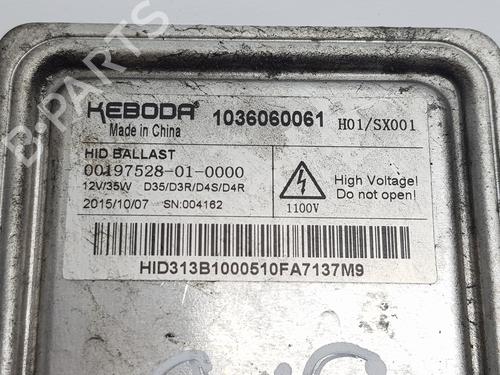 KEBODA 1036060061 H01/SX001
Made in China
HID BALLAST
00197528-01-0000
12V/35W D35/D3R/D4S/D4R
2015/10/07 SN:004162
1100V
High Voltage!
Do not open!
HID313B1000510FA7137M9
B-PARTS